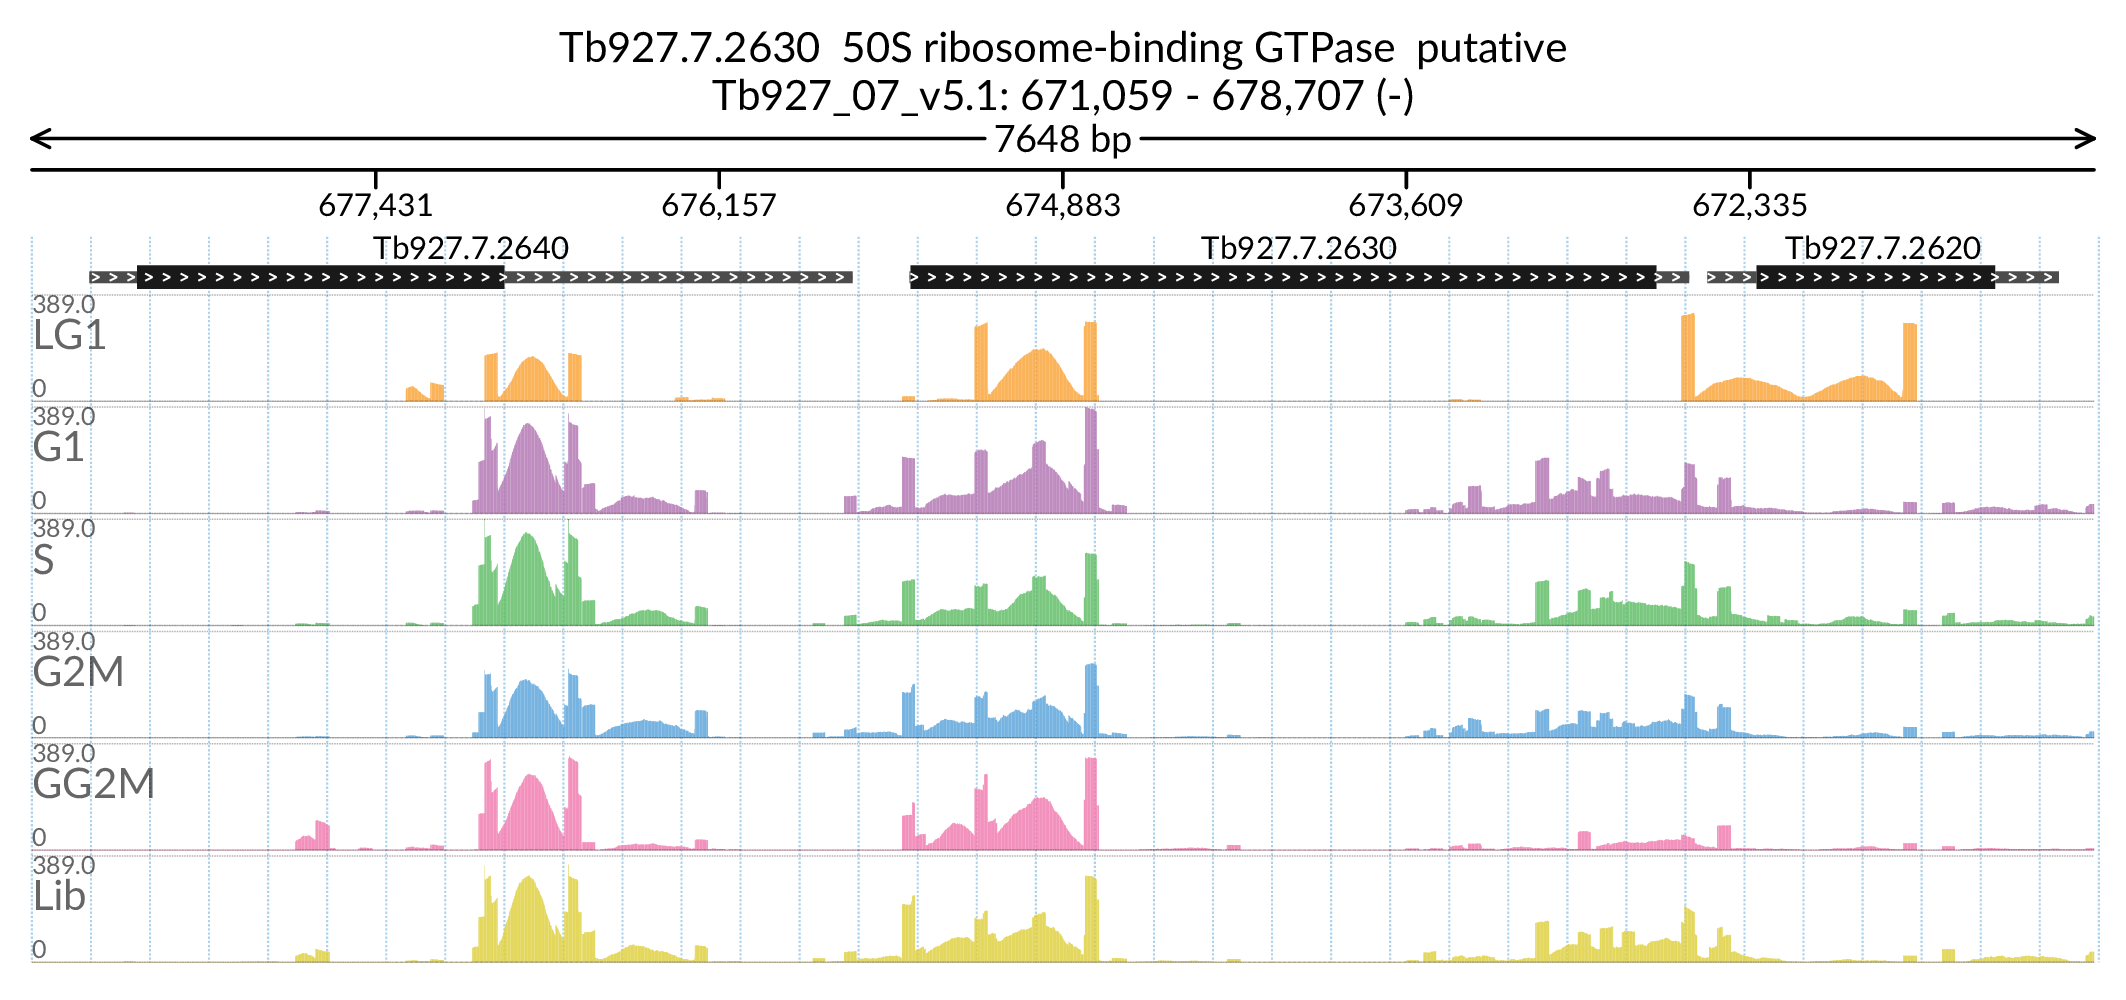 Tb927.7.2630  50S ribosome-binding GTPase  putative
Tb927_07_v5.1: 671,059 - 678,707 (-)
7648 bp
677,431 676,157 674,883 673,609 672,335
Tb927.7.2640 Tb927.7.2630 Tb927.7.2620
389.0
LG1
0
389.0
G1
0
389.0
S
0
389.0
G2M
0
389.0
GG2M
0
389.0
Lib
0